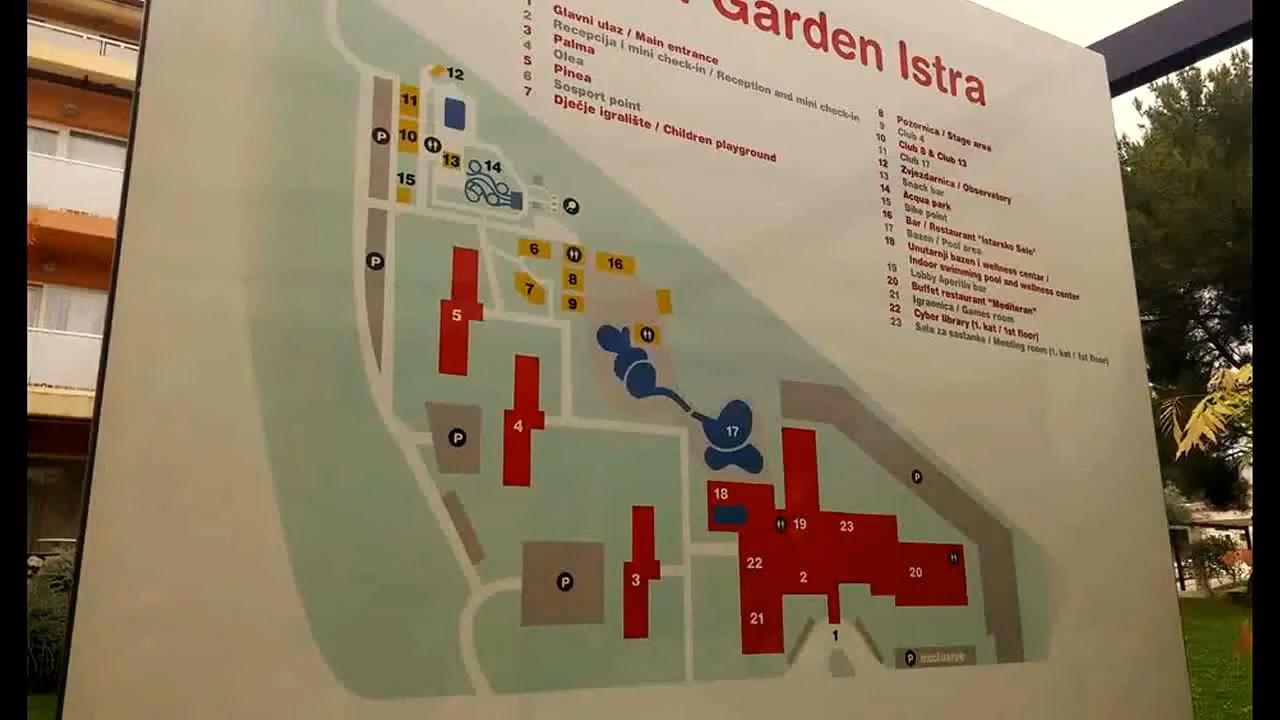 Garden Istra
1
2 Glavni ulaz / Main entrance
3 Recepcija i mini check-in / Reception and mini check-in
4 Palma
5 Olea
6 Pinea
7 Sosport point
Dječje igralište / Children playground
8 Pozornica / Stage area
9 Club 4
10 Club 8 & Club 13
11 Club 17
12 Zvjezdarnica / Observatory
13 Snack bar
14 Acqua park
15 Bike point
16 Bar / Restaurant "Istarsko Selo"
17 Bazen / Pool area
18 Unutarnji bazen i wellness center /
Indoor swimming pool and wellness center
19 Lobby Aperitiv bar
20 Buffet restaurant "Mediteran"
21 Igraonica / Games room
22 Cyber library (1. kat / 1st floor)
23 Sala za sastanke / Meeting room (1. kat / 1st floor)
12
11
P 10
13
14
15
P
6
16
8
7
9
5
4
P
17
P
18
19 23
22
2
20
P
3
21
1
P exclusive